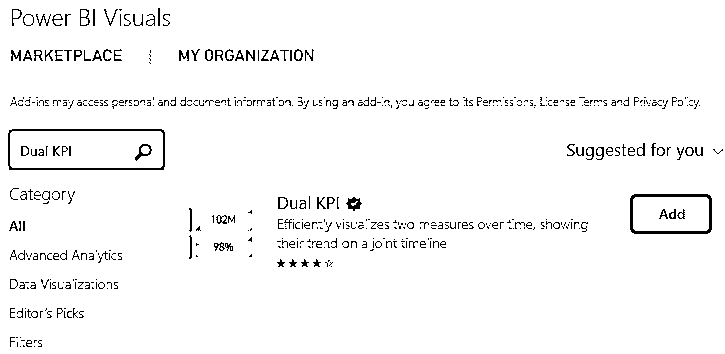 Power BI Visuals
MARKETPLACE | MY ORGANIZATION
Add-ins may access personal and document information. By using an add-in, you agree to its Permissions, License Terms and Privacy Policy.
Dual KPI
Suggested for you
Category
All
Advanced Analytics
Data Visualizations
Editor's Picks
Filters
102M
98%
Dual KPI
Efficiently visualizes two measures over time, showing
their trend on a joint timeline
Add